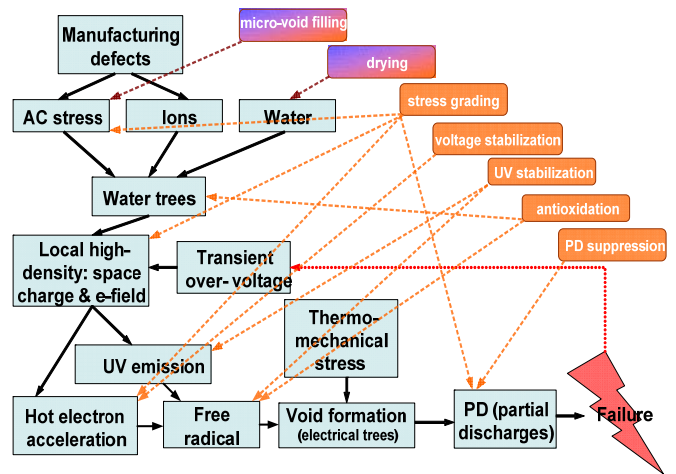 micro-void filling
Manufacturing
defects
drying
stress grading
AC stress
Ions
Water
voltage stabilization
UV stabilization
Water trees
antioxidation
PD suppression
Local high-
density: space
charge & e-field
Transient
over-voltage
Thermo-
mechanical
stress
UV emission
Hot electron
acceleration
Free
radical
Void formation
(electrical trees)
PD (partial
discharges)
Failure